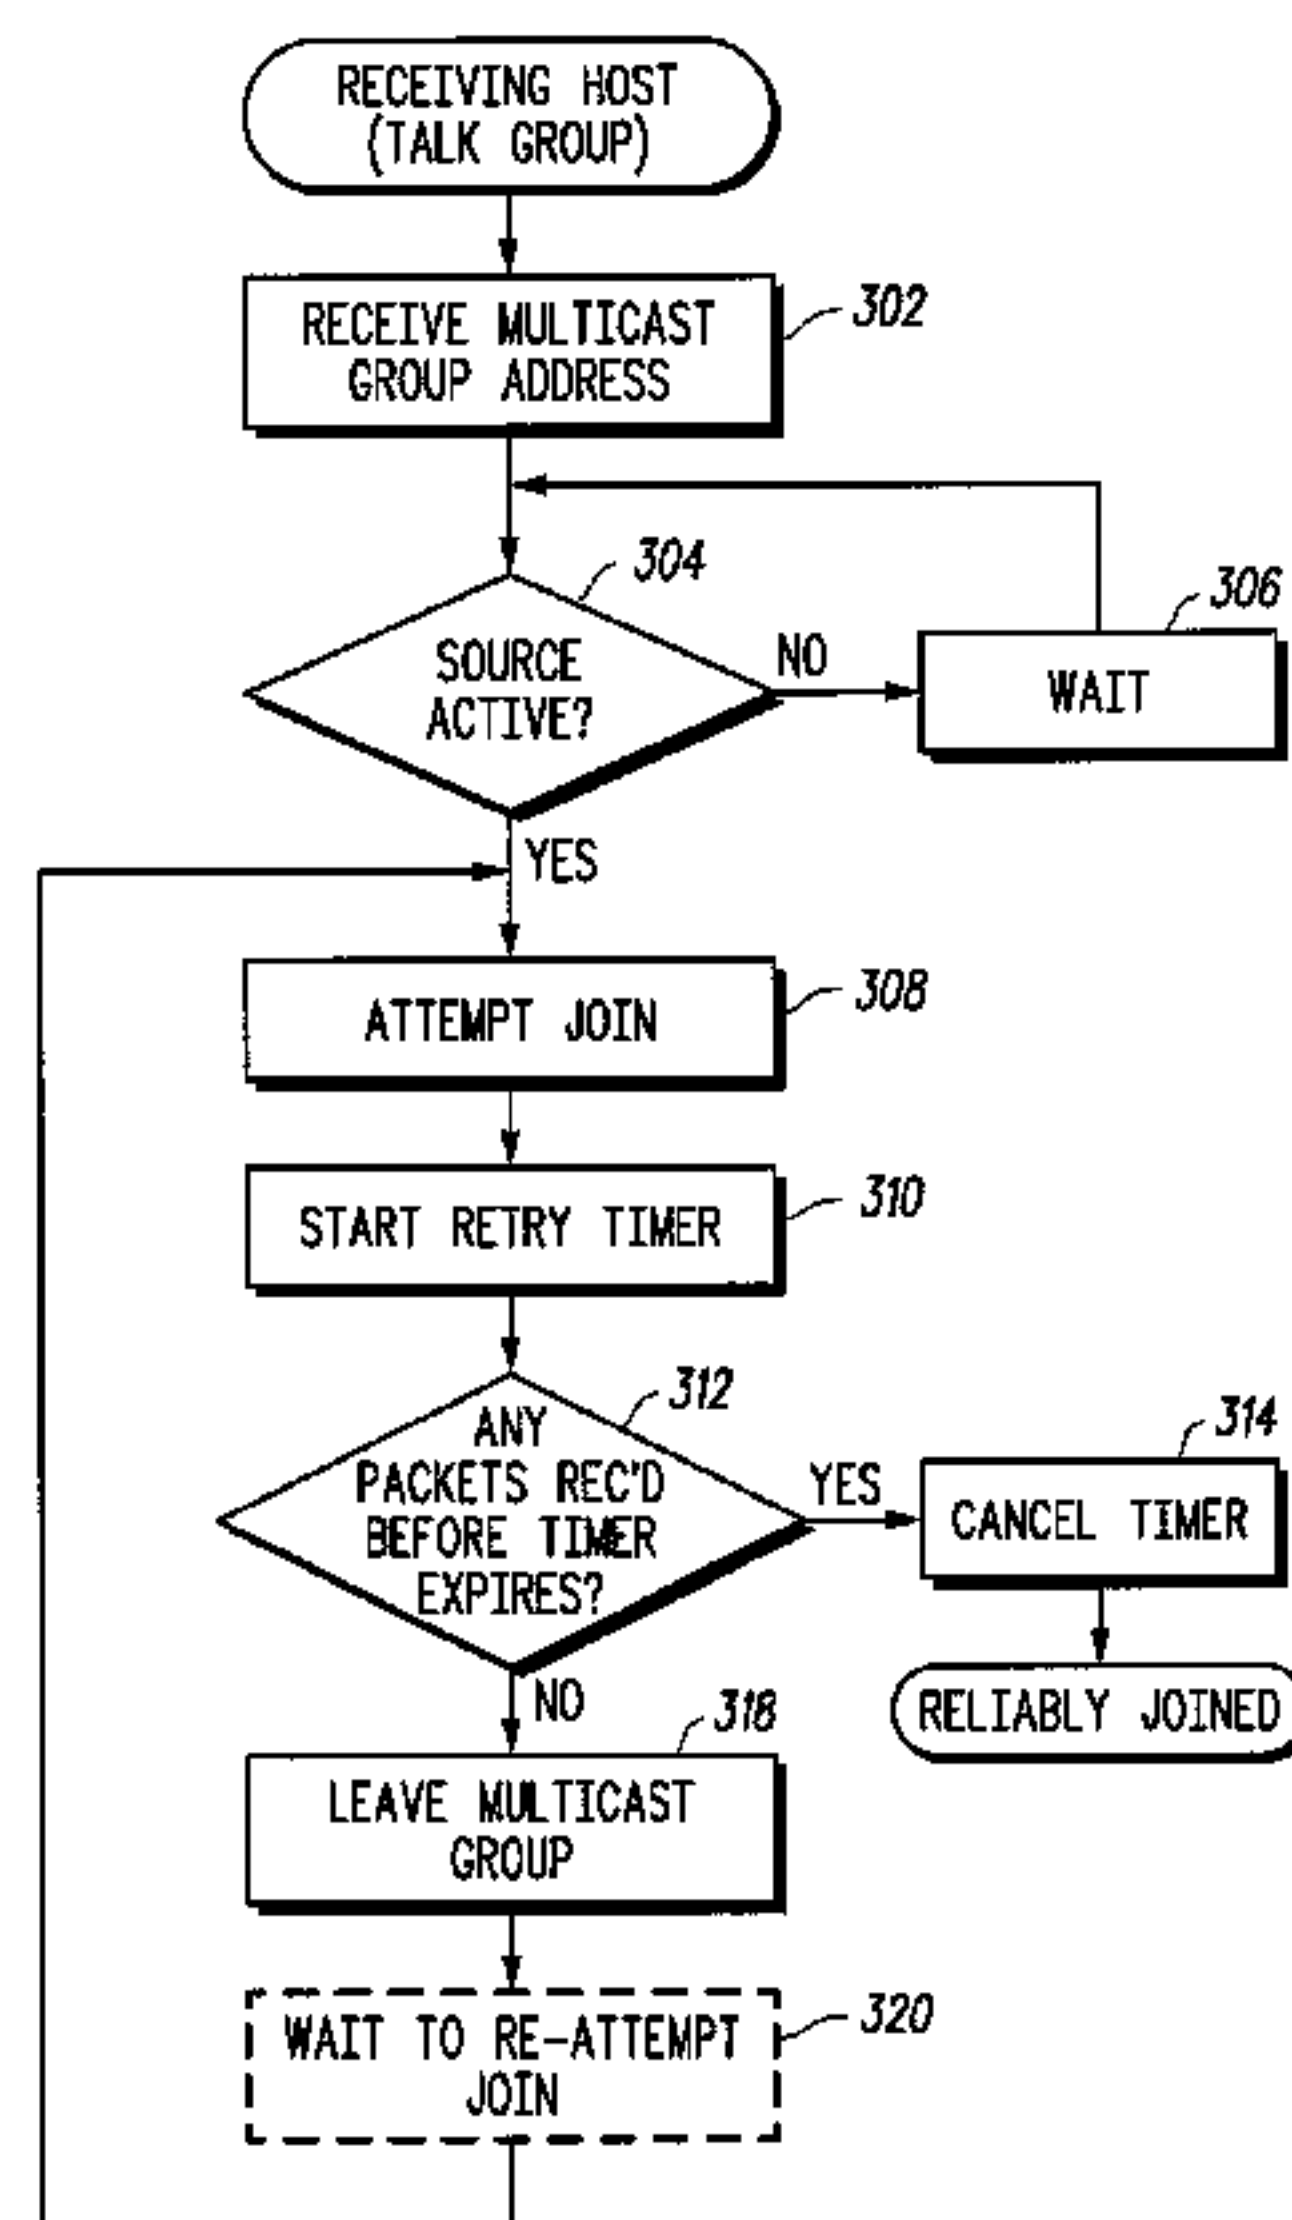 RECEIVING HOST
(TALK GROUP)
RECEIVE MULTICAST
GROUP ADDRESS
302
304
SOURCE
ACTIVE?
NO
306
WAIT
YES
ATTEMPT JOIN
308
START RETRY TIMER
310
312
ANY
PACKETS REC'D
BEFORE TIMER
EXPIRES?
YES
314
CANCEL TIMER
RELIABLY JOINED
NO
318
LEAVE MULTICAST
GROUP
WAIT TO RE-ATTEMPT
JOIN
320